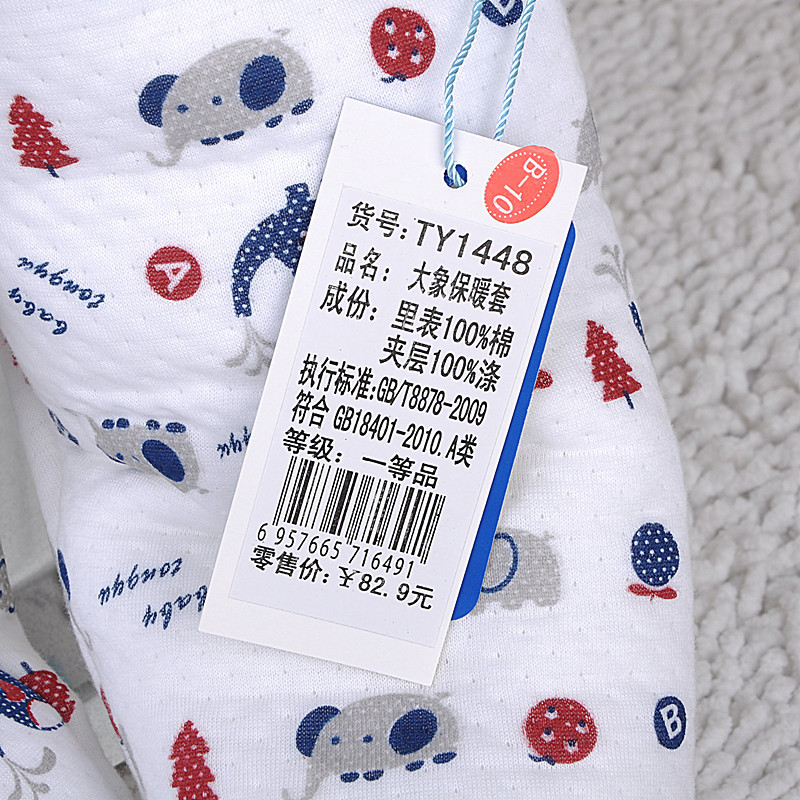 B
B-10
货号: TY1448
品名: 大象保暖套
成份: 里表100%棉
夹层100%涤
执行标准:GB/T8878-2009
符合 GB18401-2010.A类
等级: 一等品
6 957665 716491
零售价: ¥82.9元
A
baby
tongyu
baby
tongyu
B